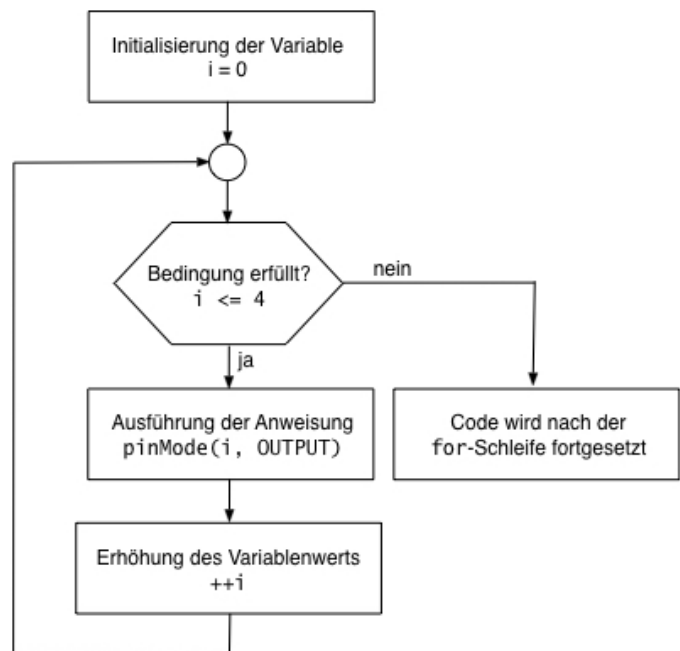 Initialisierung der Variable
i = 0
Bedingung erfüllt?
i <= 4
nein
ja
Ausführung der Anweisung
pinMode(i, OUTPUT)
Code wird nach der
for-Schleife fortgesetzt
Erhöhung des Variablenwerts
++i